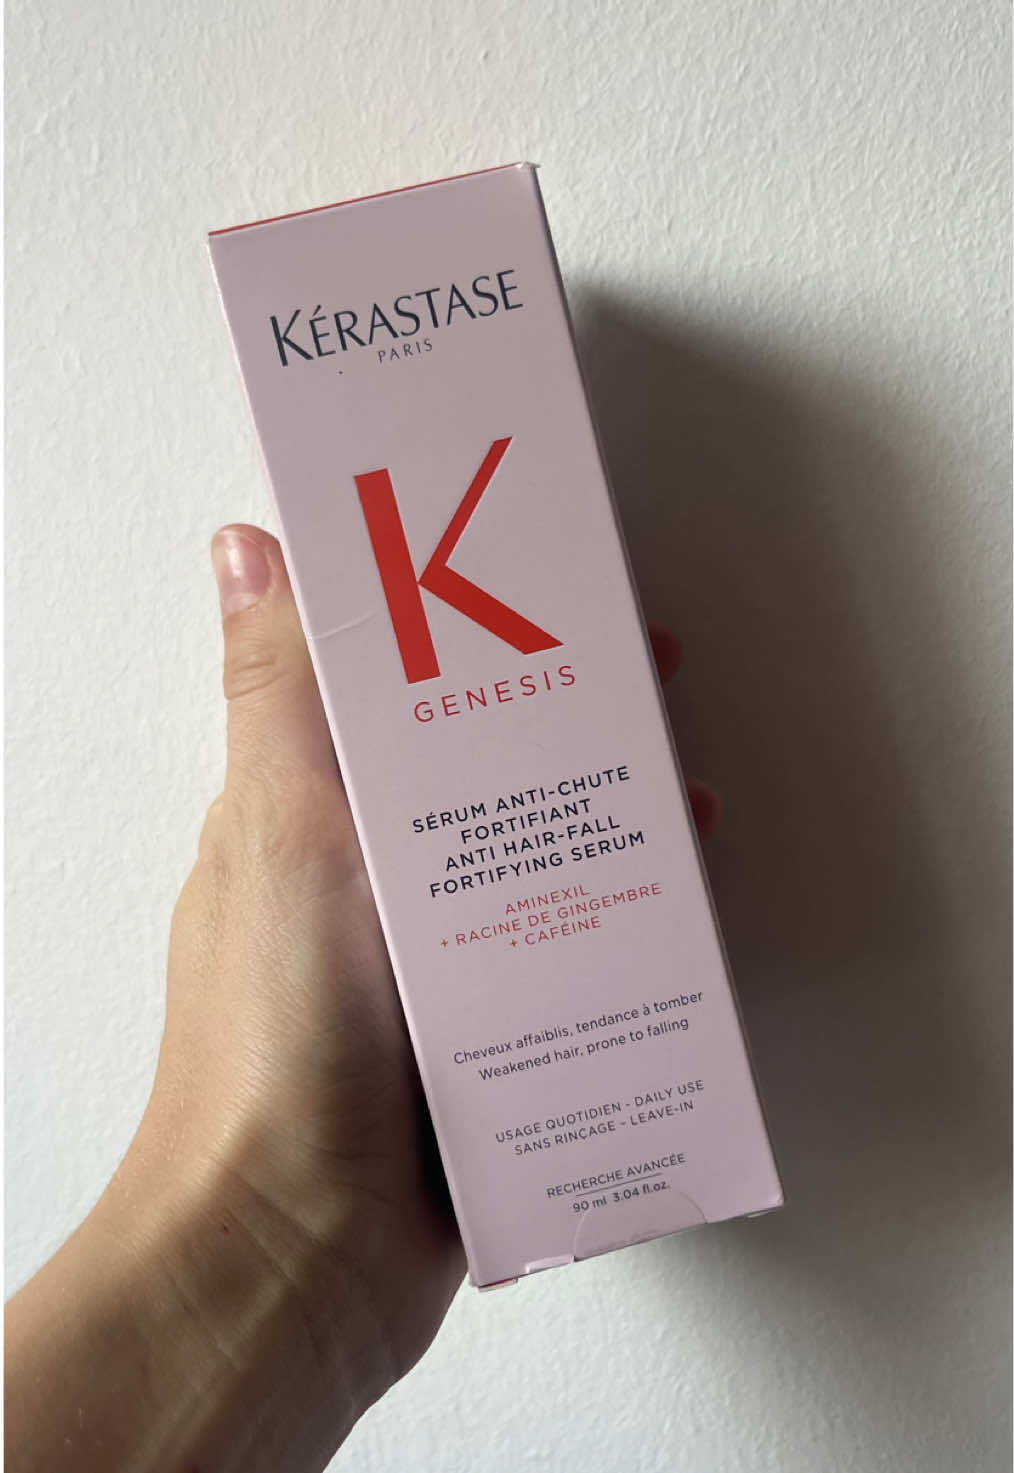 KÉRASTASE
PARIS
K
GENESIS
SÉRUM ANTI-CHUTE
FORTIFIANT
ANTI HAIR-FALL
FORTIFYING SERUM
AMINEXIL
+ RACINE DE GINGEMBRE
+ CAFÉINE
Cheveux affaiblis, tendance à tomber
Weakened hair, prone to falling
USAGE QUOTIDIEN - DAILY USE
SANS RINÇAGE - LEAVE-IN
RECHERCHE AVANCÉE
90 ml 3.04 fl.oz.